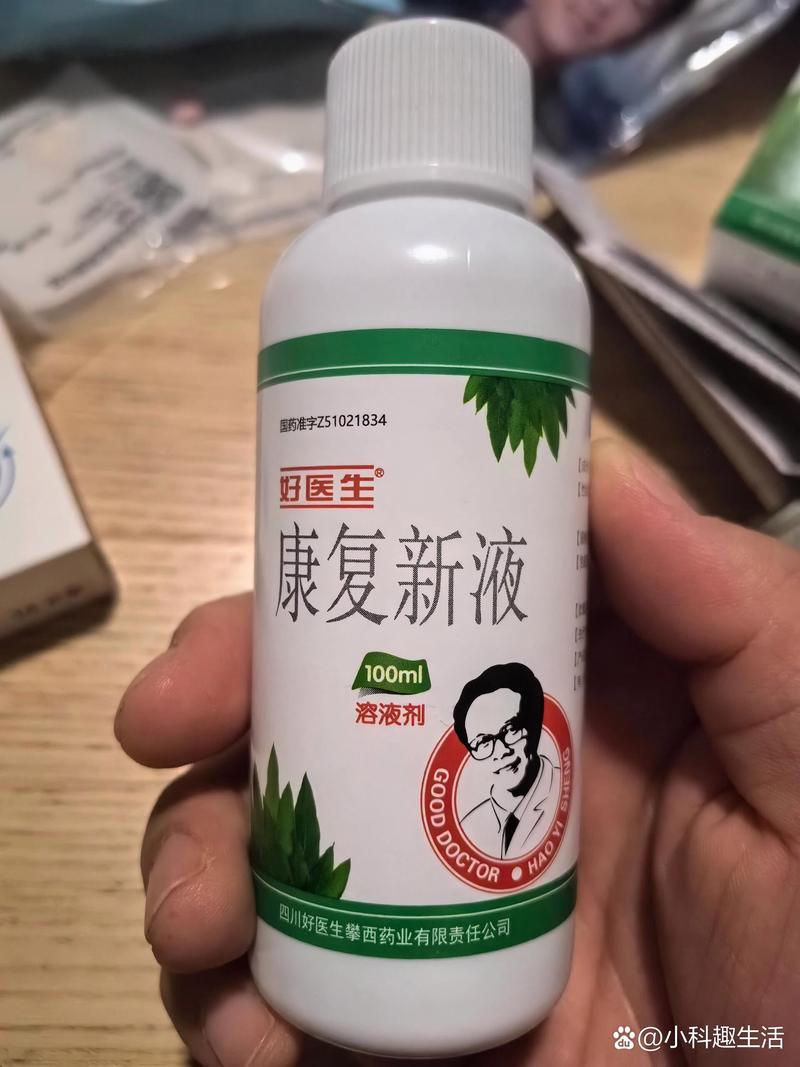 国药准字Z51021834
好医生®
康复新液
100ml
溶液剂
GOOD DOCTOR • HAO YI SHENG
四川好医生攀西药业有限责任公司
du@小科趣生活